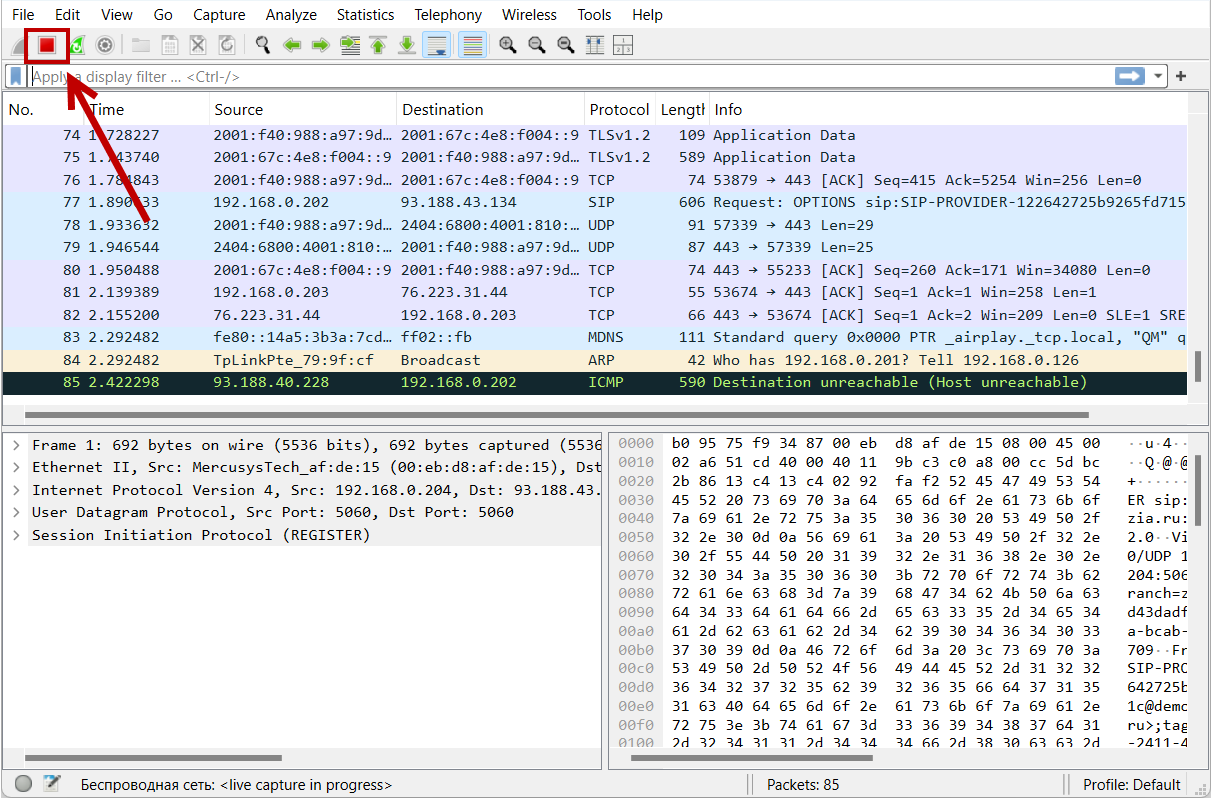 File Edit View Go Capture Analyze Statistics Telephony Wireless Tools Help
Apply a display filter ... <Ctrl-/>
No. Time Source Destination Protocol Length Info
74 1.728227 2001:f40:988:a97:9d… 2001:67c:4e8:f004::9 TLSv1.2 109 Application Data
75 1.743740 2001:67c:4e8:f004::9 2001:f40:988:a97:9d… TLSv1.2 589 Application Data
76 1.784843 2001:f40:988:a97:9d… 2001:67c:4e8:f004::9 TCP 74 53879 → 443 [ACK] Seq=415 Ack=5254 Win=256 Len=0
77 192.168.0.202 93.188.43.134 SIP 606 Request: OPTIONS sip:SIP-PROVIDER-122642725b9265fd715
78 1.933632 2001:f40:988:a97:9d… 2404:6800:4001:810:… UDP 91 57339 → 443 Len=29
79 1.946544 2404:6800:4001:810:… 2001:f40:988:a97:9d… UDP 87 443 → 57339 Len=25
80 1.950488 2001:67c:4e8:f004::9 2001:f40:988:a97:9d… TCP 74 443 → 55233 [ACK] Seq=260 Ack=171 Win=34080 Len=0
81 2.139389 192.168.0.203 76.223.31.44 TCP 55 53674 → 443 [ACK] Seq=1 Ack=1 Win=258 Len=1
82 2.155200 76.223.31.44 192.168.0.203 TCP 66 443 → 53674 [ACK] Seq=1 Ack=2 Win=209 Len=0 SLE=1 SRE
83 2.292482 fe80::14a5:3b3a:7cd… ff02::fb MDNS 111 Standard query 0x0000 PTR _airplay._tcp.local, "QM" q
84 2.292482 TpLinkPte_79:9f:cf Broadcast ARP 42 Who has 192.168.0.201? Tell 192.168.0.126
85 2.422298 93.188.40.228 192.168.0.202 ICMP 590 Destination unreachable (Host unreachable)
Frame 1: 692 bytes on wire (5536 bits), 692 bytes captured (5536
Ethernet II, Src: MercusysTech_af:de:15 (00:eb:d8:af:de:15), Dst
Internet Protocol Version 4, Src: 192.168.0.204, Dst: 93.188.43.
User Datagram Protocol, Src Port: 5060, Dst Port: 5060
Session Initiation Protocol (REGISTER)
0000 b0 95 75 f9 34 87 00 eb d8 af de 15 08 00 45 00 ··u·4··
0010 02 a6 51 cd 40 00 40 11 9b c3 c0 a8 00 cc 5d bc ··Q·@·@
0020 2b 86 13 c4 13 c4 02 92 fa f2 52 45 47 49 53 54 +······
0030 45 52 20 73 69 70 3a 64 65 6d 6f 2e 61 73 6b 6f ER sip:
0040 7a 69 61 2e 72 75 3a 35 30 36 30 20 53 49 50 2f zia.ru:
0050 32 2e 30 0d 0a 56 69 61 3a 20 53 49 50 2f 32 2e 2.0··Vi
0060 30 2f 55 44 50 20 31 39 32 2e 31 36 38 2e 30 2e 0/UDP 1
0070 32 30 34 3a 35 30 36 30 3b 72 70 6f 72 74 3b 62 204:506
0080 72 61 6e 63 68 3d 7a 39 68 47 34 62 4b 50 6a 63 ranch=z
0090 64 34 33 64 61 64 66 2d 65 63 33 35 2d 34 65 34 d43dadf
00a0 61 2d 62 63 61 62 2d 34 62 39 30 34 36 34 30 33 a-bcab-
00b0 37 30 39 0d 0a 46 72 6f 6d 3a 20 3c 73 69 70 3a 709··Fr
00c0 53 49 50 2d 50 52 4f 56 49 44 45 52 2d 31 32 32 SIP-PRO
00d0 36 34 32 37 32 35 62 39 32 36 35 66 64 37 31 35 642725b
00e0 31 63 40 64 65 6d 6f 2e 61 73 6b 6f 7a 69 61 2e 1c@demo
00f0 72 75 3e 3b 74 61 67 3d 33 36 39 34 38 37 64 31 ru>;tag
0100 2d 32 34 31 31 2d 34 34 34 66 2d 38 30 63 63 2d -2411-4
Беспроводная сеть: <live capture in progress> Packets: 85 Profile: Default